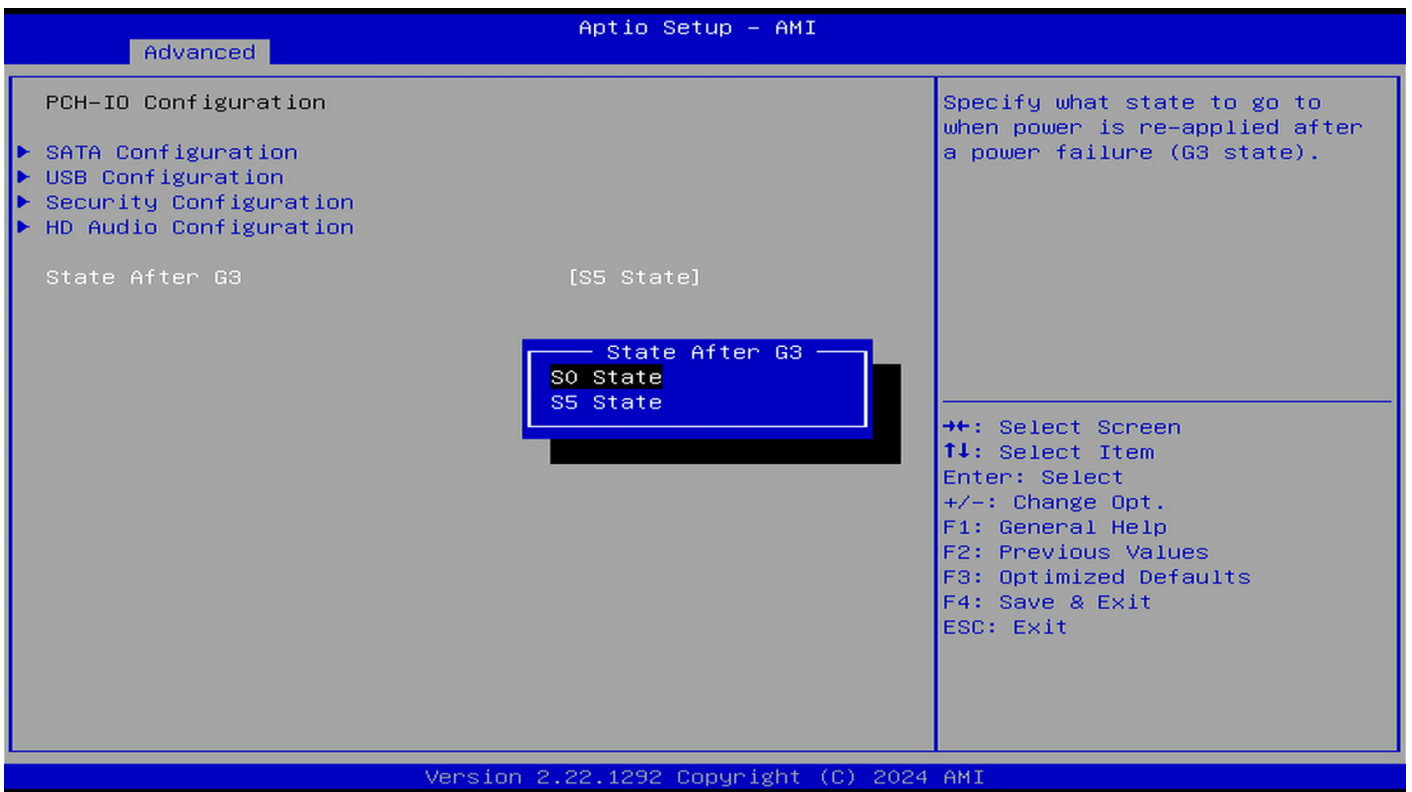 Aptio Setup – AMI
Advanced
PCH-IO Configuration
▶ SATA Configuration
▶ USB Configuration
▶ Security Configuration
▶ HD Audio Configuration
State After G3 [S5 State]
State After G3
S0 State
S5 State
Specify what state to go to
when power is re-applied after
a power failure (G3 state).
→←: Select Screen
↑↓: Select Item
Enter: Select
+/-: Change Opt.
F1: General Help
F2: Previous Values
F3: Optimized Defaults
F4: Save & Exit
ESC: Exit
Version 2.22.1292 Copyright (C) 2024 AMI